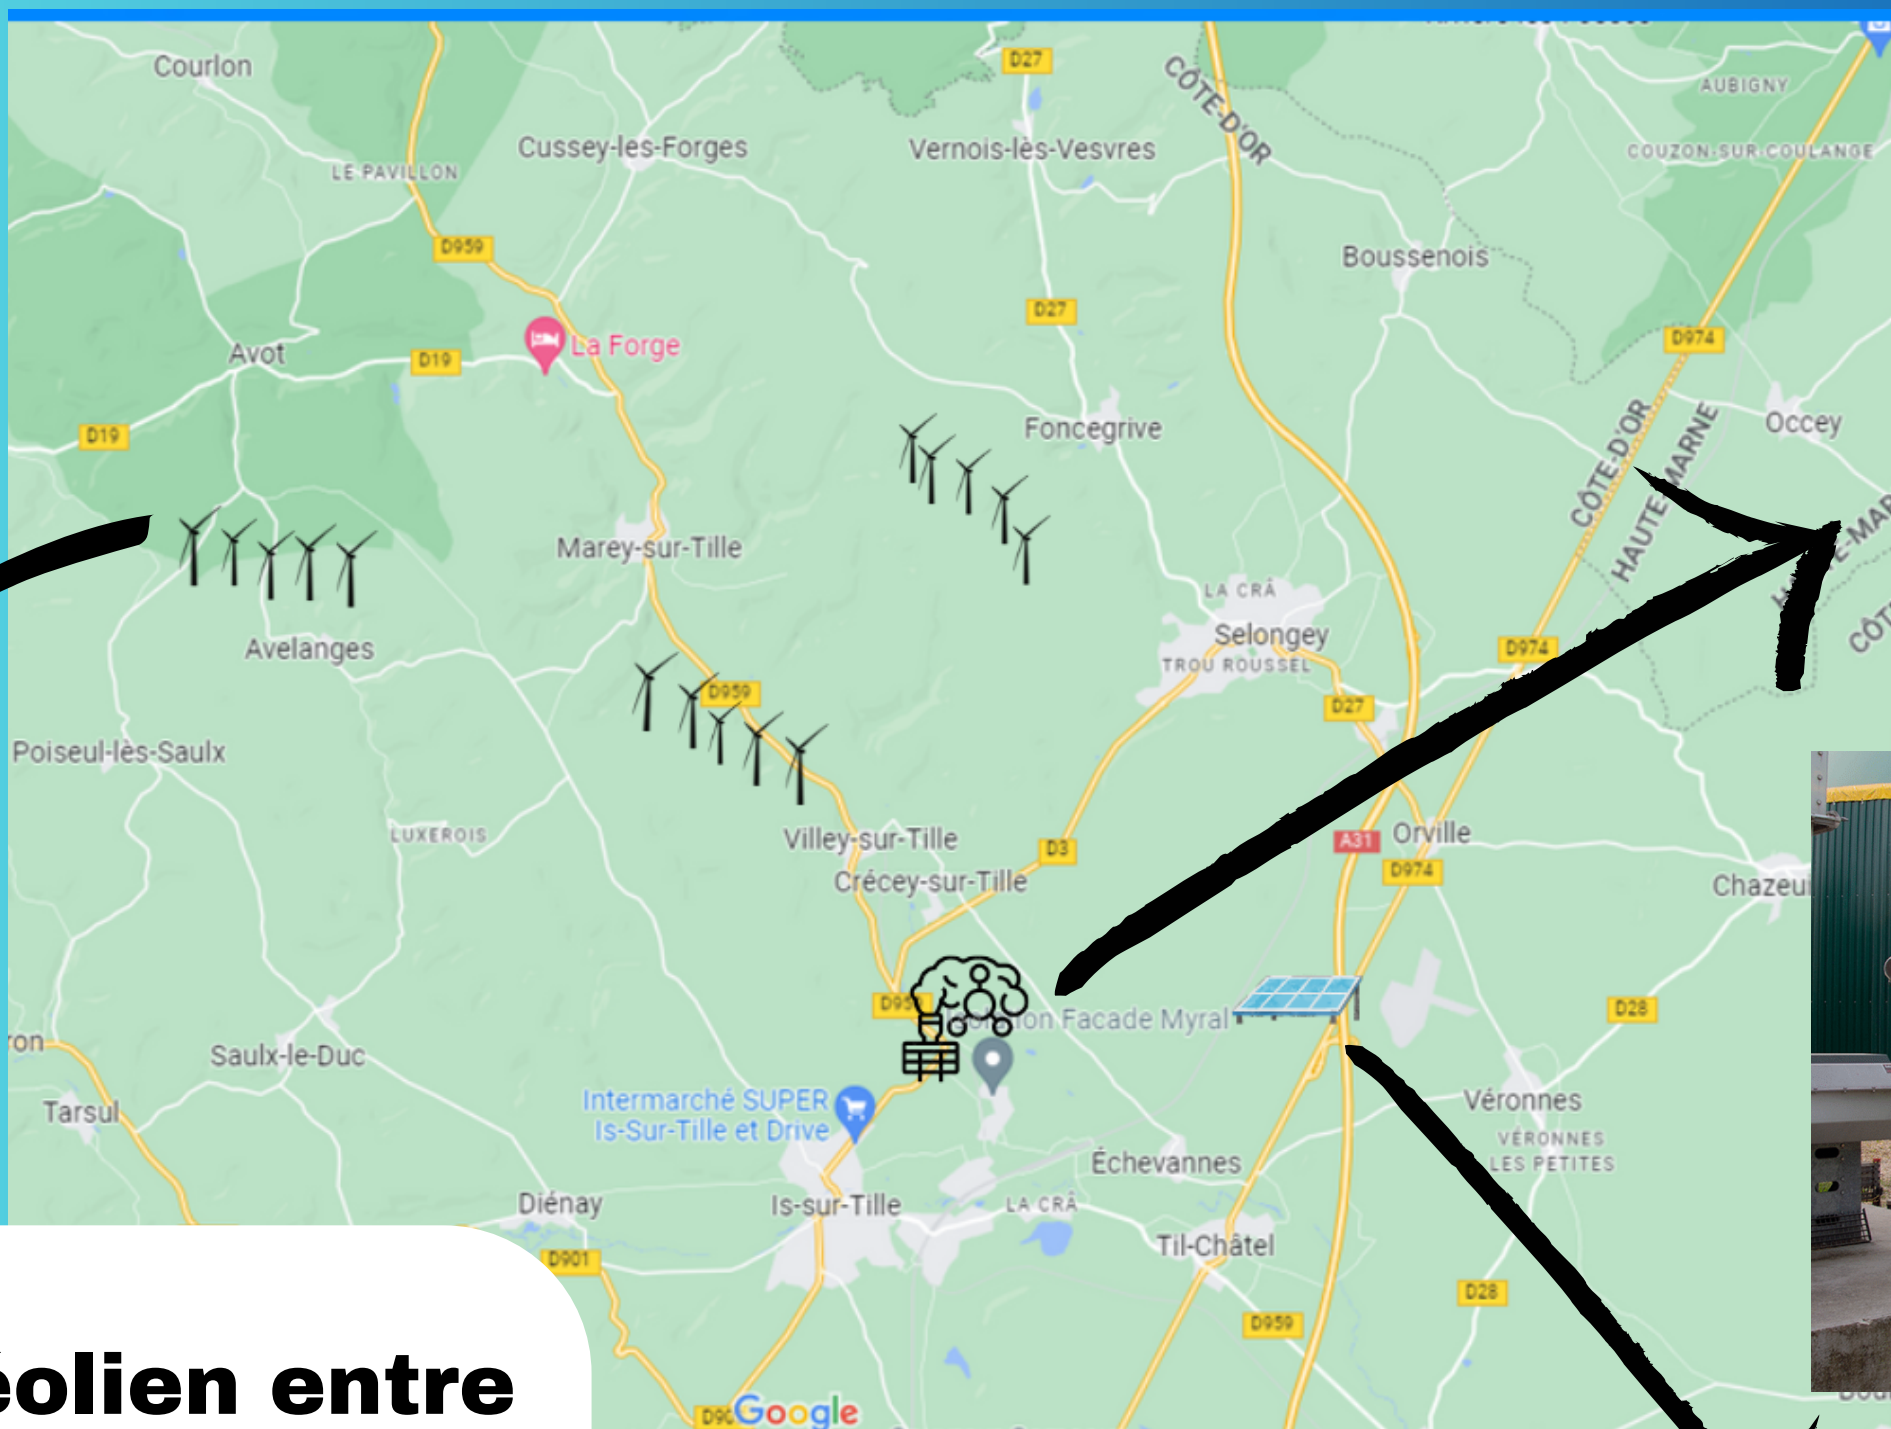 Courlon
D27
CÔTE-D'OR
AUBIGNY
Cussey-les-Forges
Vernois-lès-Vesvres
COUZON-SUR-COULANGE
LE PAVILLON
D959
Boussenois
D27
La Forge
D974
Avot
D19
D19
Foncegrive
Occey
CÔTE-D'OR
HAUTE-MARNE
Marey-sur-Tille
LA CRÂ
Selongey
TROU ROUSSEL
Avelanges
D974
D959
D27
Poiseul-lès-Saulx
LUXEROIS
Villey-sur-Tille
D3
A31
Orville
Crécey-sur-Tille
D974
Facade Myral
D28
Saulx-le-Duc
Intermarché SUPER
Is-Sur-Tille et Drive
Tarsul
Véronnes
VÉRONNES
LES PETITES
Échevannes
Diénay
Is-sur-Tille
LA CRÂ
Til-Châtel
D901
D28
D959
éolien entre
Google